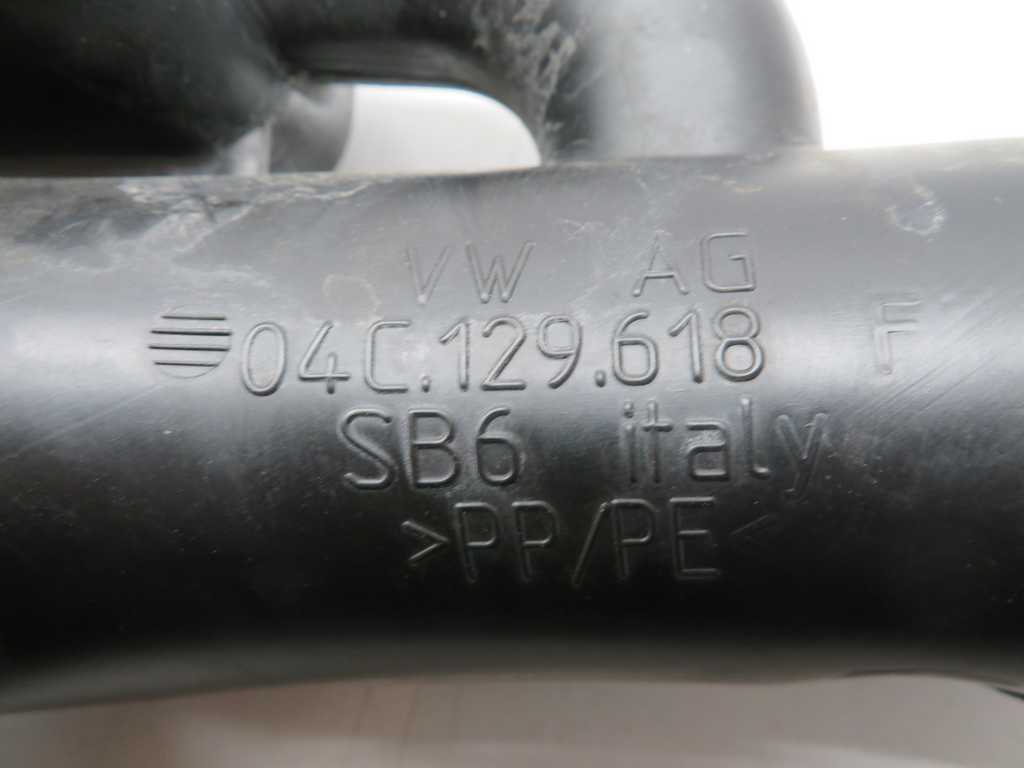 VW AG
04C.129.618 F
SB6 italy
>PP/PE<